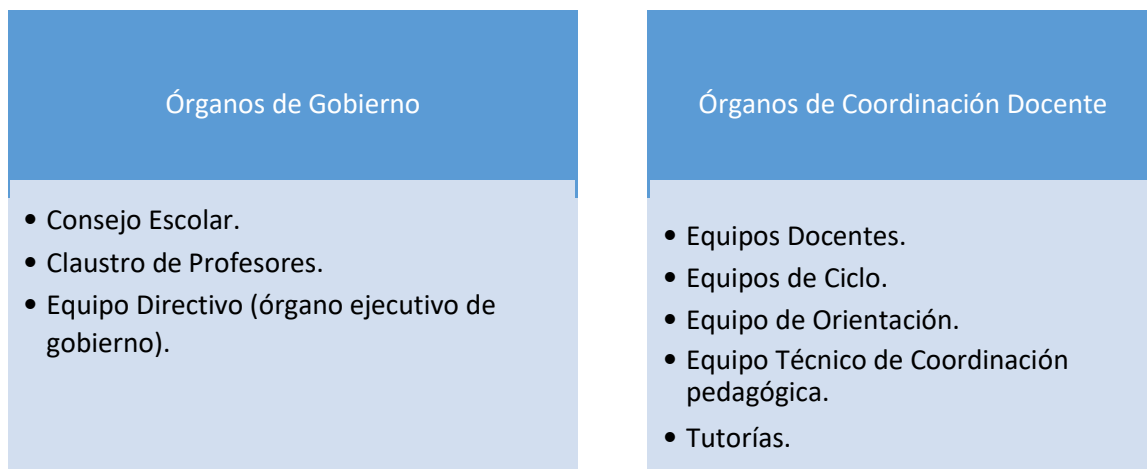 Órganos de Gobierno
• Consejo Escolar.
• Claustro de Profesores.
• Equipo Directivo (órgano ejecutivo de
gobierno).
Órganos de Coordinación Docente
• Equipos Docentes.
• Equipos de Ciclo.
• Equipo de Orientación.
• Equipo Técnico de Coordinación
pedagógica.
• Tutorías.